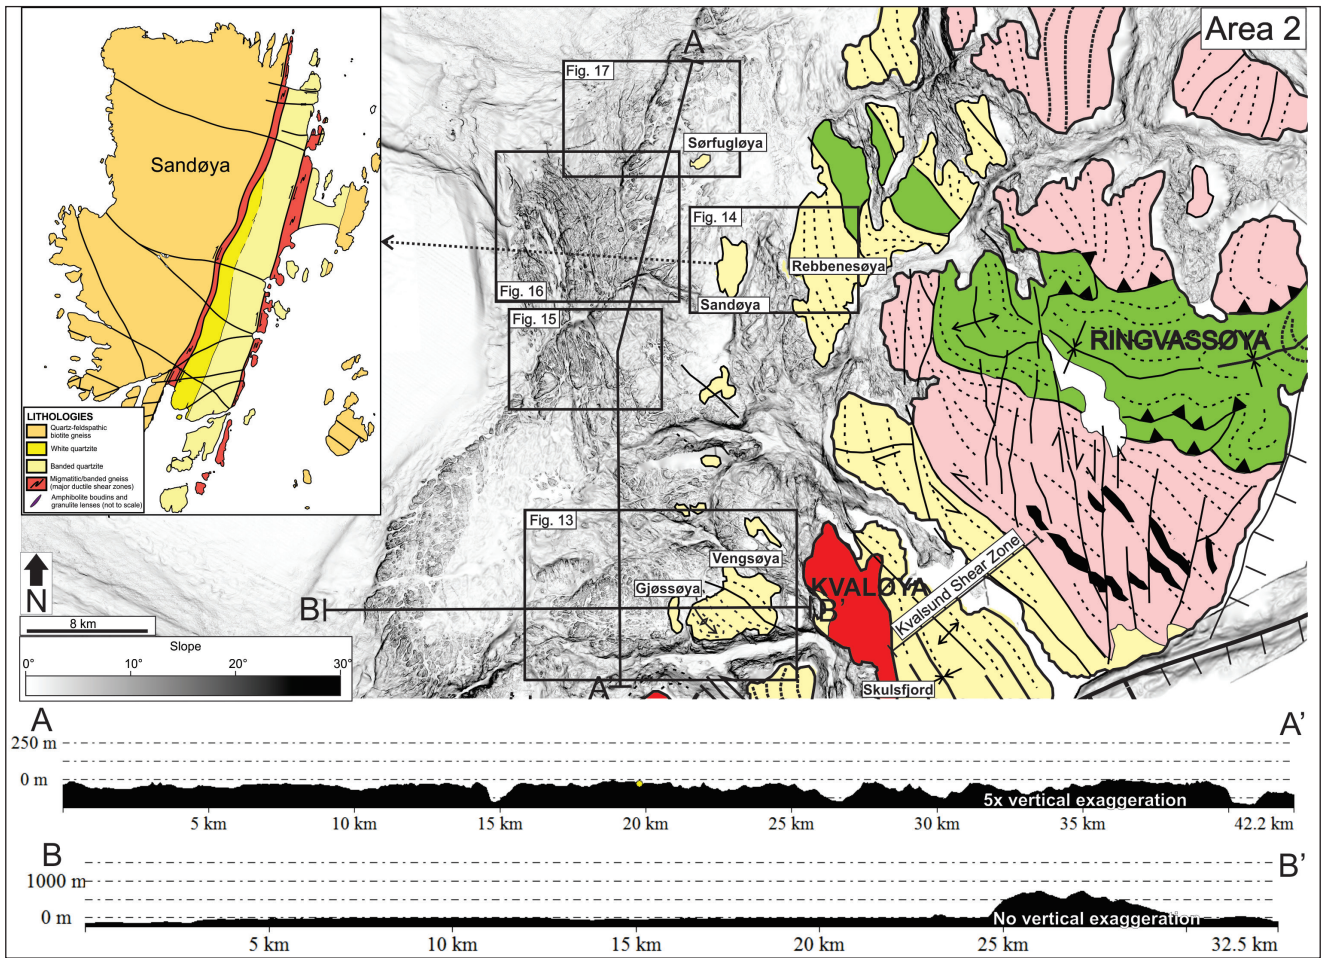 Area 2
A
Fig. 17
Sørfugløya
Sandøya
Fig. 14
Rebbenesøya
Fig. 16
Sandøya
Fig. 15
RINGVASSØYA
LITHOLOGIES
Quartz-feldspathic
biotite gneiss
White quartzite
Banded quartzite
Migmatitic/banded gneiss
(major ductile shear zones)
Amphibolite boudins and
granulite lenses (not to scale)
Fig. 13
Vengsøya
Gjøssøya
KVALØYA
Kvalsund Shear Zone
N
B
B'
8 km
Slope
0° 10° 20° 30°
A'
Skulsfjord
A
A'
250 m
0 m
5x vertical exaggeration
5 km 10 km 15 km 20 km 25 km 30 km 35 km 42.2 km
B
B'
1000 m
0 m
No vertical exaggeration
5 km 10 km 15 km 20 km 25 km 32.5 km